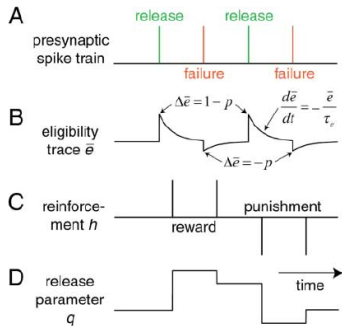 A
release
release
presynaptic
spike train
failure
failure
B
Δē=1−p
dē/dt=−ē/τₑ
eligibility
trace ē
Δē=−p
C
reinforce-
ment h
punishment
reward
D
release
parameter
q
time